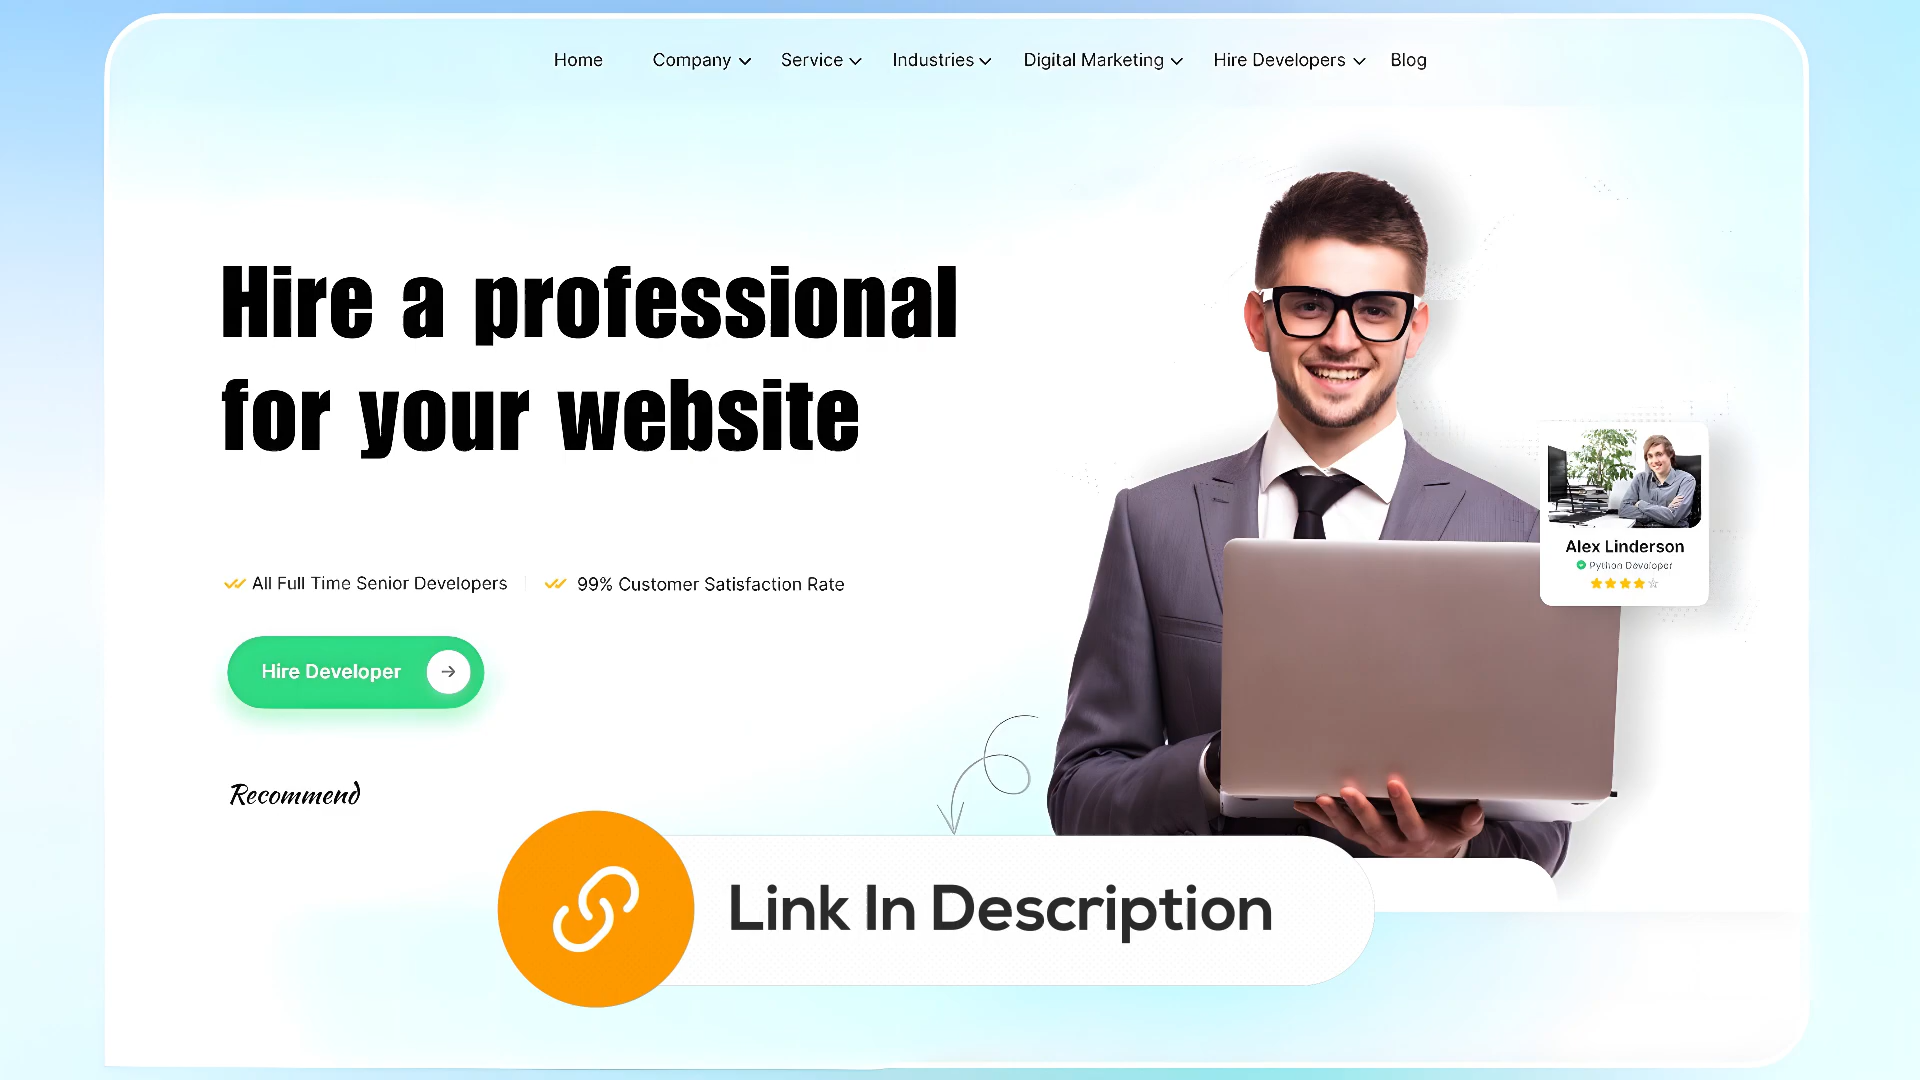 Home Company Service Industries Digital Marketing Hire Developers Blog
Hire a professional
for your website
All Full Time Senior Developers 99% Customer Satisfaction Rate
Alex Linderson
Python Developer
Hire Developer
Recommend
Link In Description